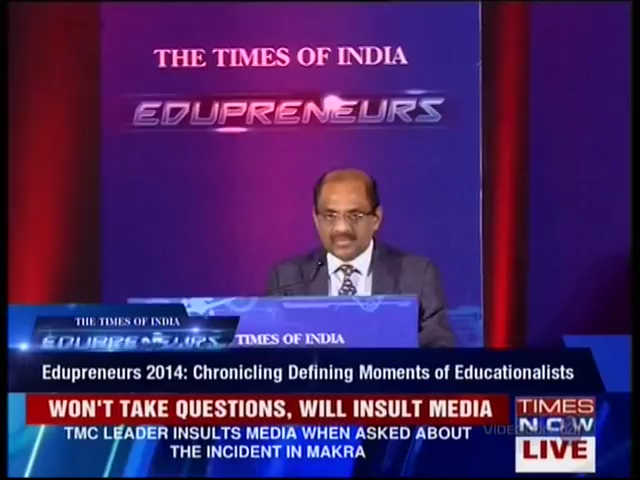 THE TIMES OF INDIA
EDUPRENEURS
TIMES OF INDIA
THE TIMES OF INDIA
EDUPRENEURS
Edupreneurs 2014: Chronicling Defining Moments of Educationalists
WON'T TAKE QUESTIONS, WILL INSULT MEDIA
TMC LEADER INSULTS MEDIA WHEN ASKED ABOUT
THE INCIDENT IN MAKRA
TIMES
NOW
LIVE